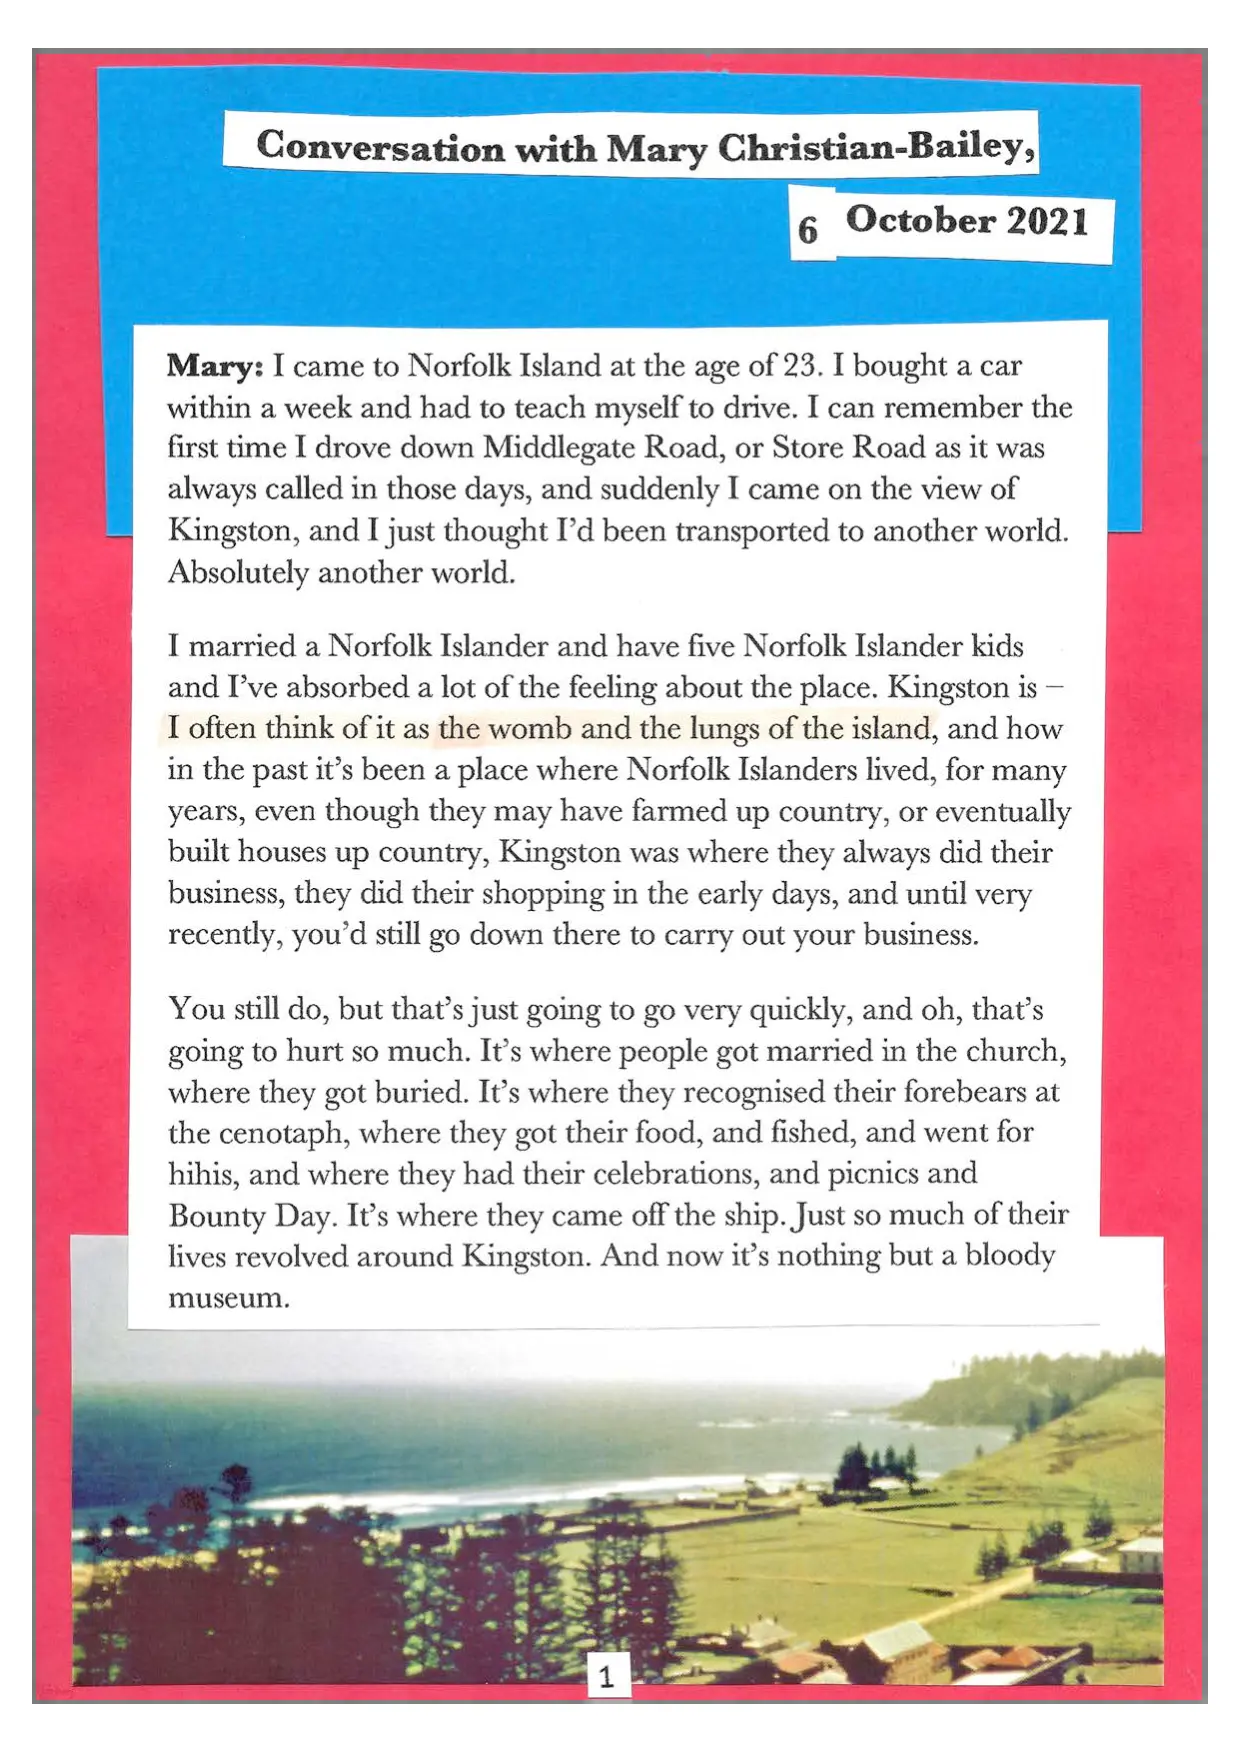 Conversation with Mary Christian-Bailey,
6 October 2021
Mary: I came to Norfolk Island at the age of 23. I bought a car
within a week and had to teach myself to drive. I can remember the
first time I drove down Middlegate Road, or Store Road as it was
always called in those days, and suddenly I came on the view of
Kingston, and I just thought I’d been transported to another world.
Absolutely another world.
I married a Norfolk Islander and have five Norfolk Islander kids
and I’ve absorbed a lot of the feeling about the place. Kingston is –
I often think of it as the womb and the lungs of the island, and how
in the past it’s been a place where Norfolk Islanders lived, for many
years, even though they may have farmed up country, or eventually
built houses up country, Kingston was where they always did their
business, they did their shopping in the early days, and until very
recently, you’d still go down there to carry out your business.
You still do, but that’s just going to go very quickly, and oh, that’s
going to hurt so much. It’s where people got married in the church,
where they got buried. It’s where they recognised their forebears at
the cenotaph, where they got their food, and fished, and went for
hihis, and where they had their celebrations, and picnics and
Bounty Day. It’s where they came off the ship. Just so much of their
lives revolved around Kingston. And now it’s nothing but a bloody
museum.
1